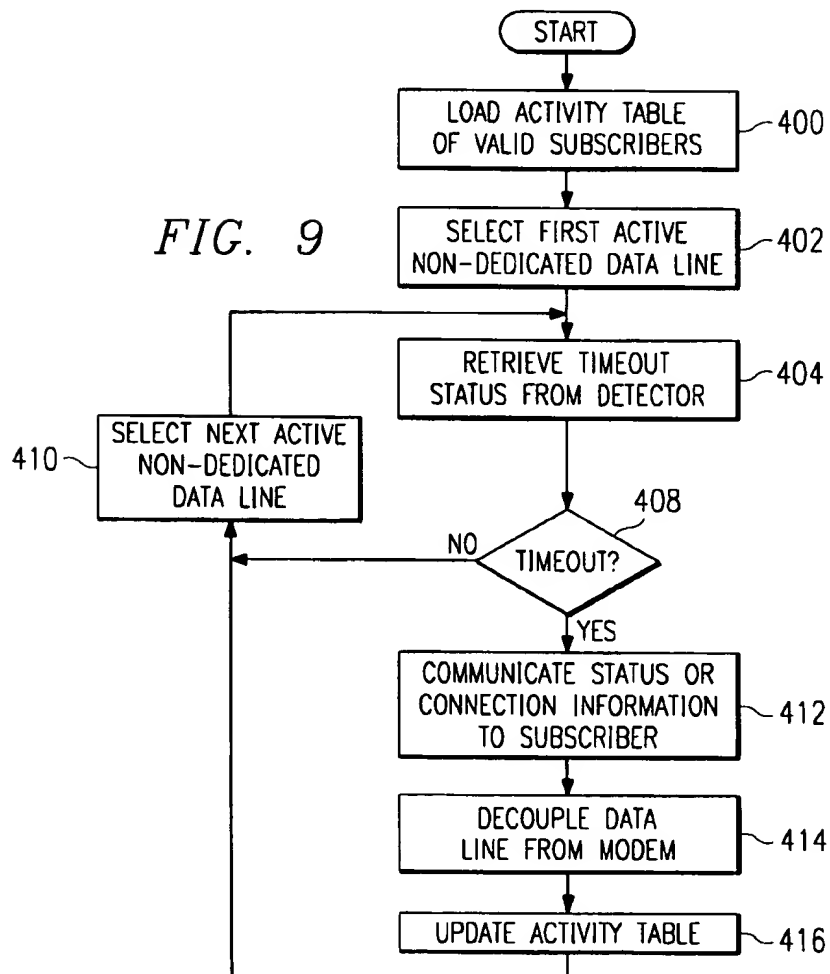 START
LOAD ACTIVITY TABLE
OF VALID SUBSCRIBERS
400
FIG. 9
SELECT FIRST ACTIVE
NON-DEDICATED DATA LINE
402
RETRIEVE TIMEOUT
STATUS FROM DETECTOR
404
410
SELECT NEXT ACTIVE
NON-DEDICATED
DATA LINE
408
NO
TIMEOUT?
YES
COMMUNICATE STATUS OR
CONNECTION INFORMATION
TO SUBSCRIBER
412
DECOUPLE DATA
LINE FROM MODEM
414
UPDATE ACTIVITY TABLE
416